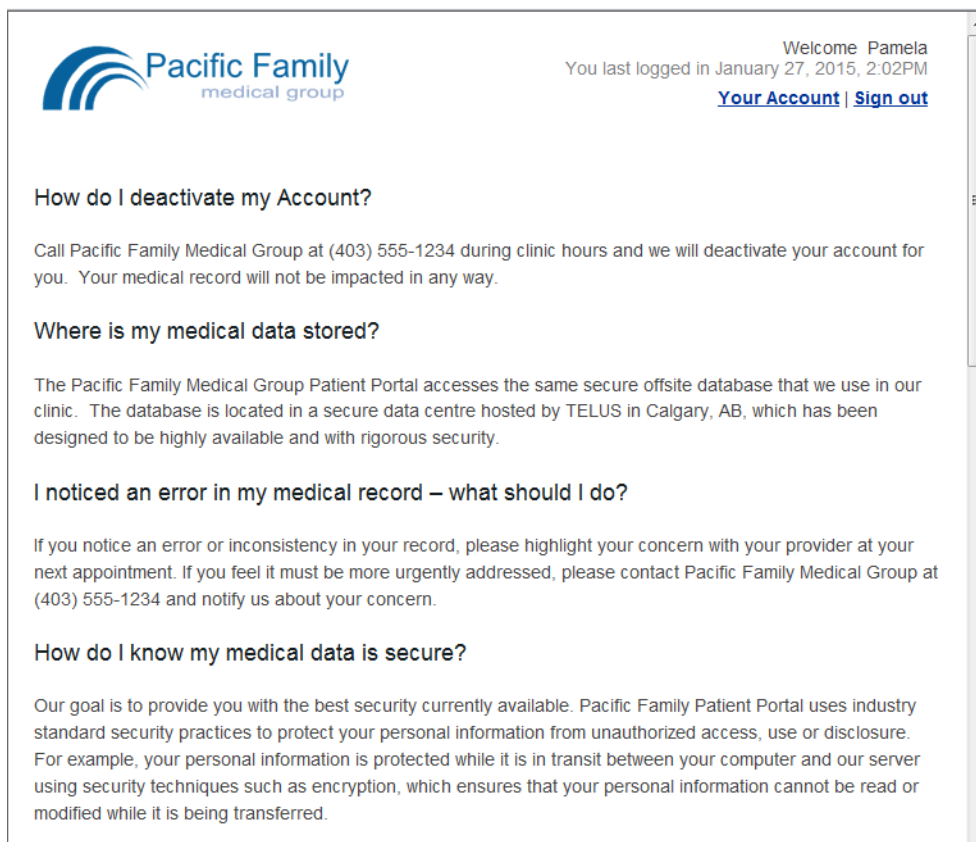 Pacific Family
medical group
Welcome Pamela
You last logged in January 27, 2015, 2:02PM
Your Account | Sign out
How do I deactivate my Account?
Call Pacific Family Medical Group at (403) 555-1234 during clinic hours and we will deactivate your account for
you.  Your medical record will not be impacted in any way.
Where is my medical data stored?
The Pacific Family Medical Group Patient Portal accesses the same secure offsite database that we use in our
clinic.  The database is located in a secure data centre hosted by TELUS in Calgary, AB, which has been
designed to be highly available and with rigorous security.
I noticed an error in my medical record – what should I do?
If you notice an error or inconsistency in your record, please highlight your concern with your provider at your
next appointment. If you feel it must be more urgently addressed, please contact Pacific Family Medical Group at
(403) 555-1234 and notify us about your concern.
How do I know my medical data is secure?
Our goal is to provide you with the best security currently available. Pacific Family Patient Portal uses industry
standard security practices to protect your personal information from unauthorized access, use or disclosure.
For example, your personal information is protected while it is in transit between your computer and our server
using security techniques such as encryption, which ensures that your personal information cannot be read or
modified while it is being transferred.